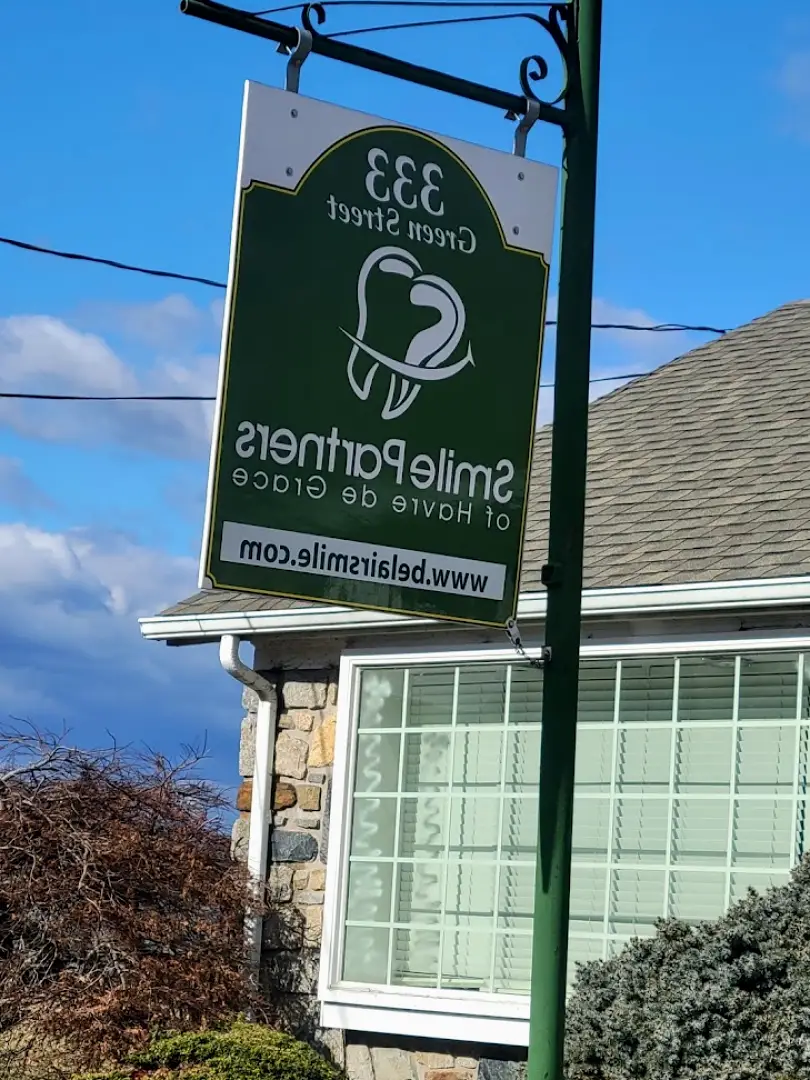 333
Green Street
SmilePartners
of Havre de Grace
www.belairsmile.com